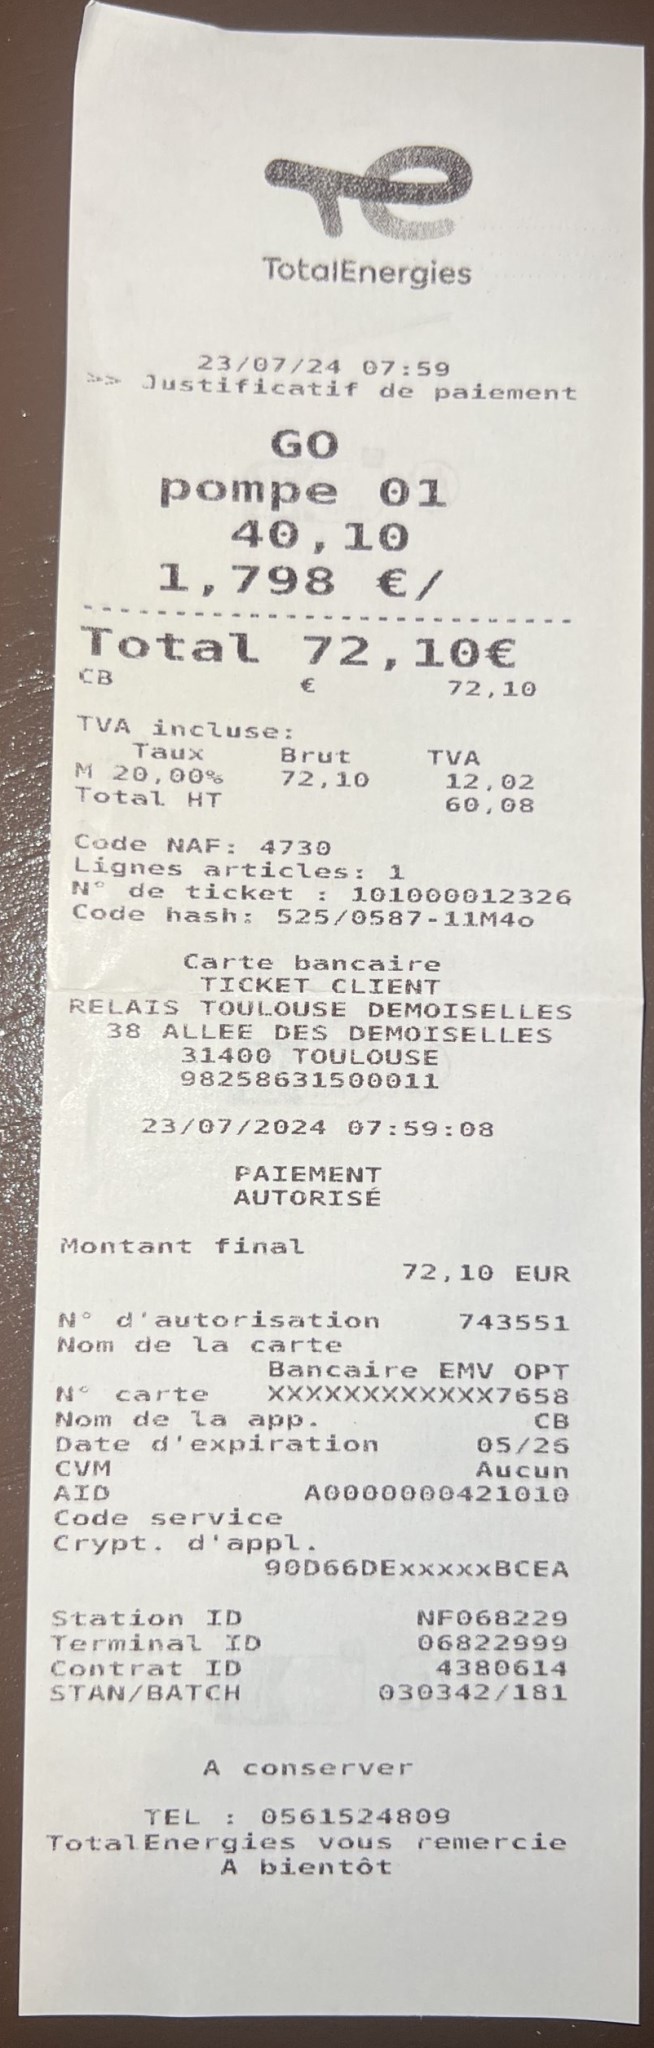 TotalEnergies
23/07/24 07:59
>> Justificatif de paiement
GO
pompe 01
40,10
1,798 €/
Total 72,10€
CB € 72,10
TVA incluse:
Taux Brut TVA
M 20,00% 72,10 12,02
Total HT 60,08
Code NAF: 4730
Lignes articles: 1
N° de ticket : 101000012326
Code hash: 525/0587-11M4o
Carte bancaire
TICKET CLIENT
RELAIS TOULOUSE DEMOISELLES
38 ALLEE DES DEMOISELLES
31400 TOULOUSE
98258631500011
23/07/2024 07:59:08
PAIEMENT
AUTORISÉ
Montant final
72,10 EUR
N° d'autorisation 743551
Nom de la carte
Bancaire EMV OPT
N° carte XXXXXXXXXXXX7658
Nom de la app. CB
Date d'expiration 05/26
CVM Aucun
AID A0000000421010
Code service
Crypt. d'appl.
90D66DExxxxxBCEA
Station ID NF068229
Terminal ID 06822999
Contrat ID 4380614
STAN/BATCH 030342/181
A conserver
TEL : 0561524809
TotalEnergies vous remercie
A bientôt